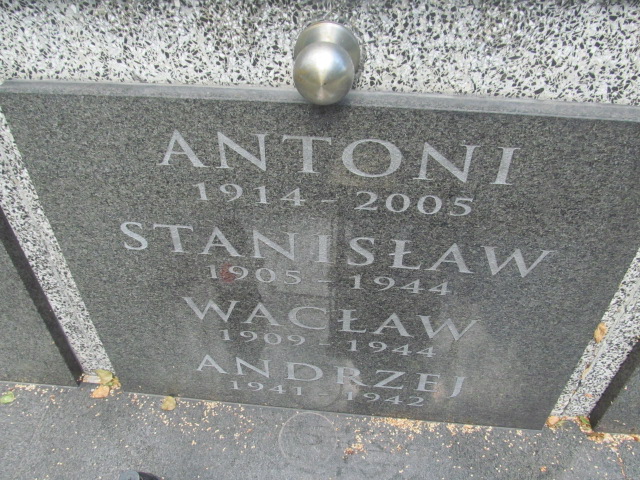 ANTONI
1914 - 2005
STANISŁAW
1905 - 1944
WACŁAW
1909 - 1944
ANDRZEJ
1941 1942